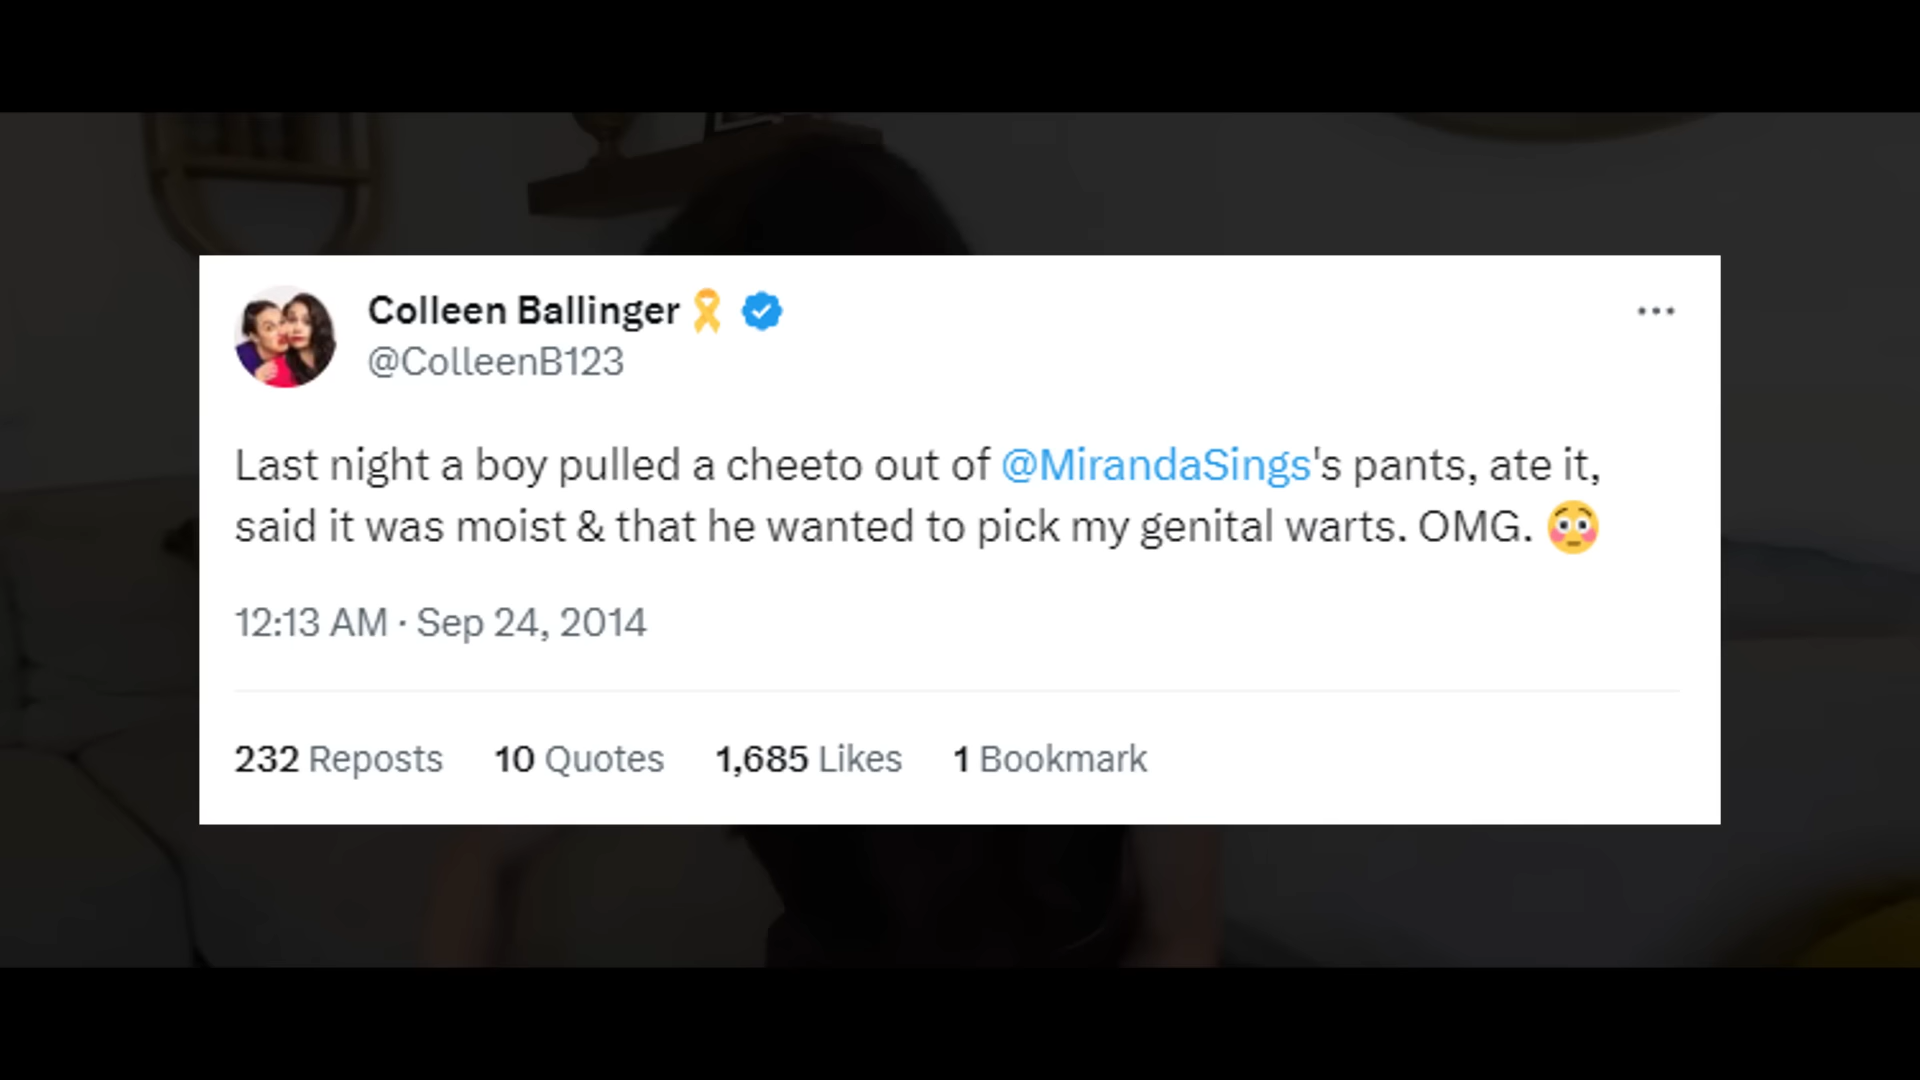 Colleen Ballinger 🎗
@ColleenB123
Last night a boy pulled a cheeto out of @MirandaSings's pants, ate it,
said it was moist & that he wanted to pick my genital warts. OMG. 😳
12:13 AM · Sep 24, 2014
232 Reposts 10 Quotes 1,685 Likes 1 Bookmark